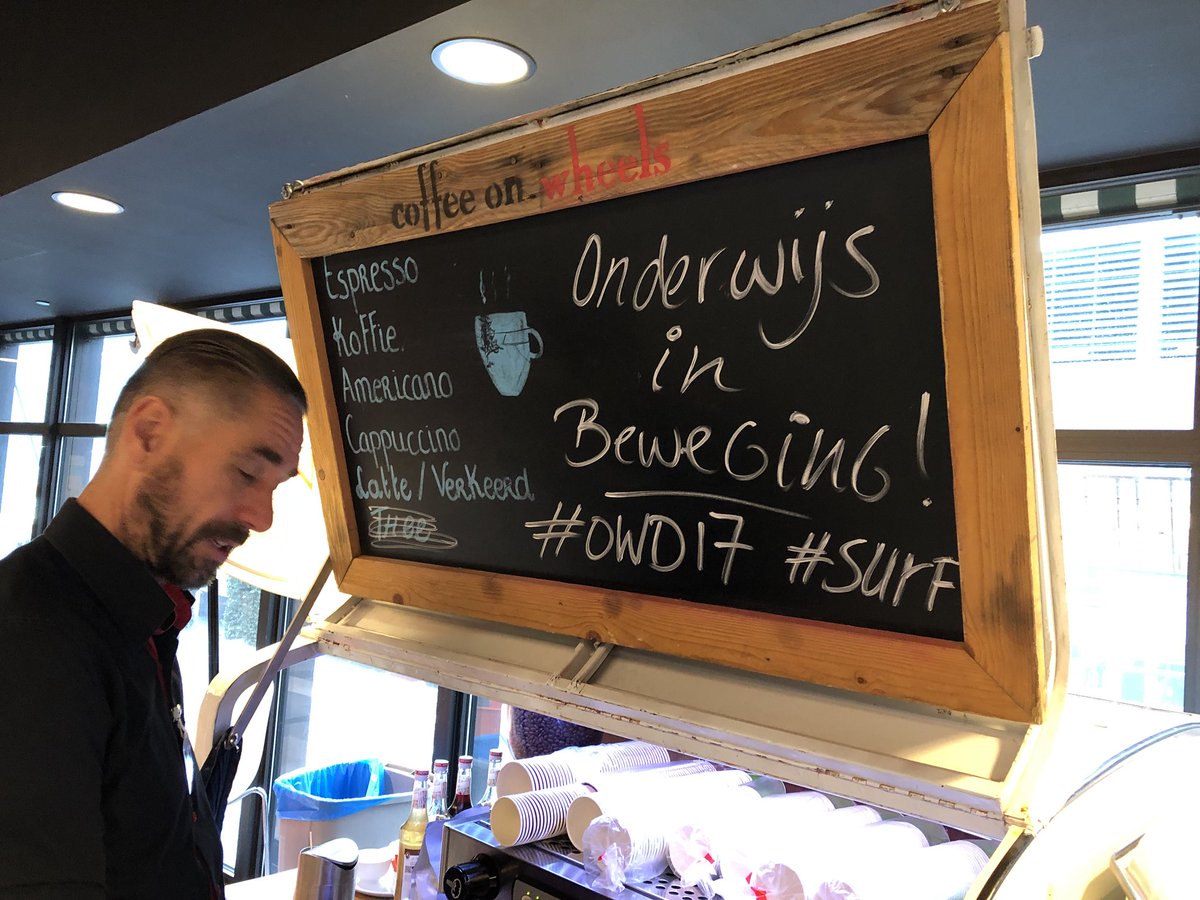 coffee on wheels
Espresso
Koffie.
Americano
Cappuccino
Latte/Verkeerd
Thee
Onderwijs
in
Beweging!
#OWD17 #SURF